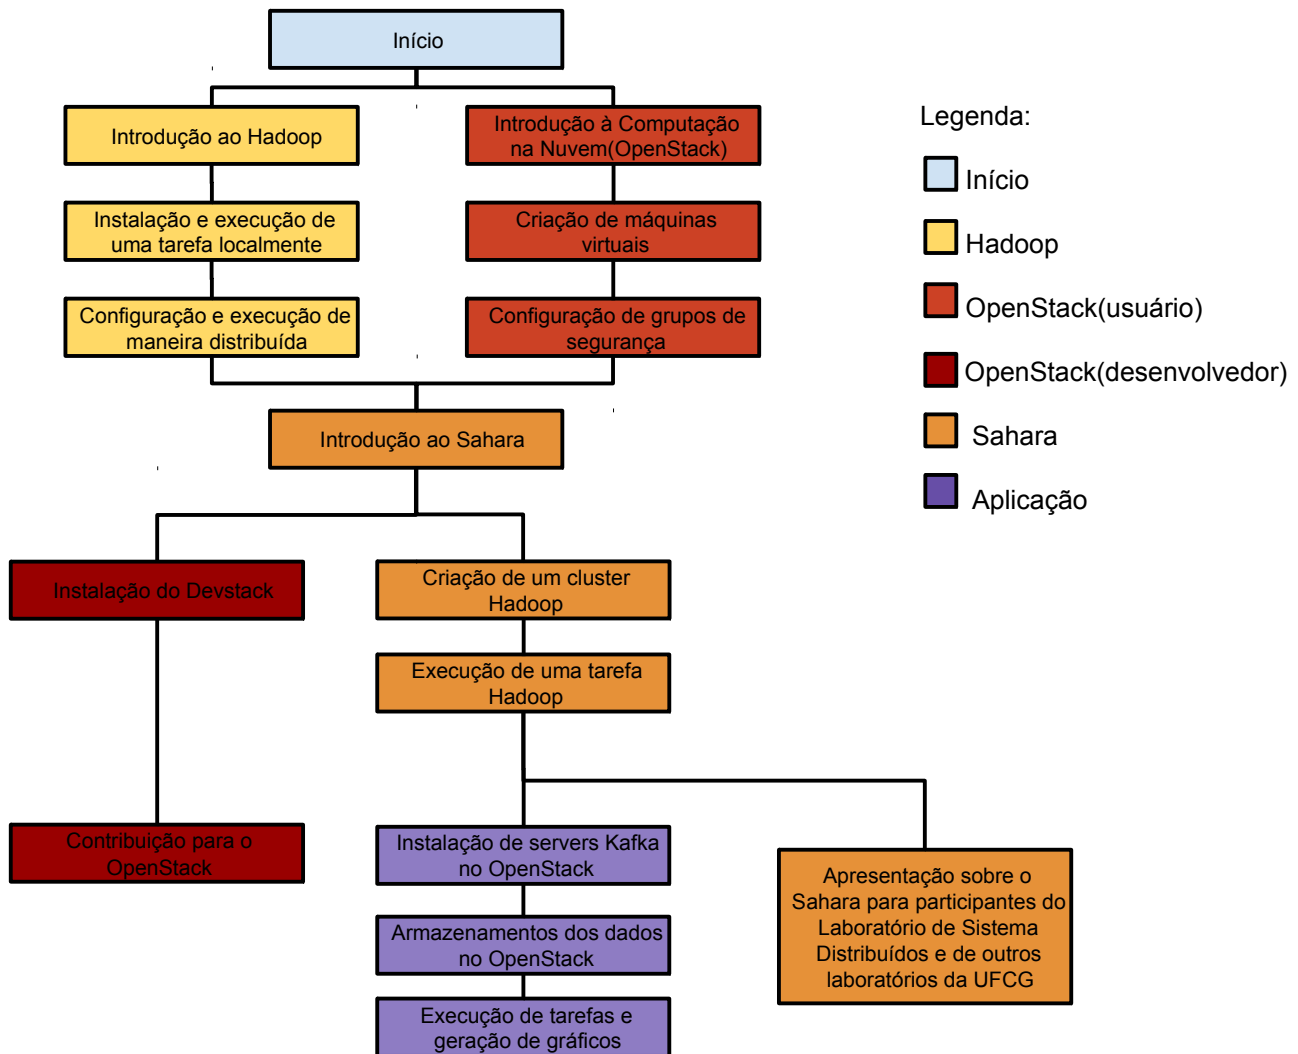 Início
Introdução ao Hadoop
Introdução à Computação
na Nuvem(OpenStack)
Instalação e execução de
uma tarefa localmente
Criação de máquinas
virtuais
Configuração e execução de
maneira distribuída
Configuração de grupos de
segurança
Introdução ao Sahara
Instalação do Devstack
Criação de um cluster
Hadoop
Execução de uma tarefa
Hadoop
Contribuição para o
OpenStack
Instalação de servers Kafka
no OpenStack
Armazenamentos dos dados
no OpenStack
Execução de tarefas e
geração de gráficos
Apresentação sobre o
Sahara para participantes do
Laboratório de Sistema
Distribuídos e de outros
laboratórios da UFCG
Legenda:
Início
Hadoop
OpenStack(usuário)
OpenStack(desenvolvedor)
Sahara
Aplicação